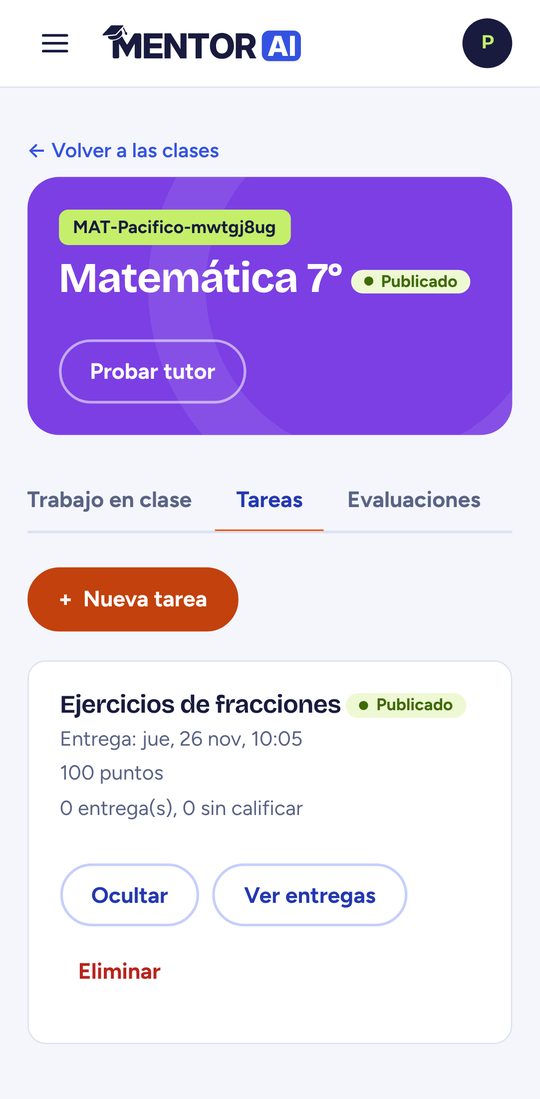 MENTOR AI
P
← Volver a las clases
MAT-Pacifico-mwtgj8ug
Matemática 7° Publicado
Probar tutor
Trabajo en clase Tareas Evaluaciones
+ Nueva tarea
Ejercicios de fracciones Publicado
Entrega: jue, 26 nov, 10:05
100 puntos
0 entrega(s), 0 sin calificar
Ocultar Ver entregas
Eliminar